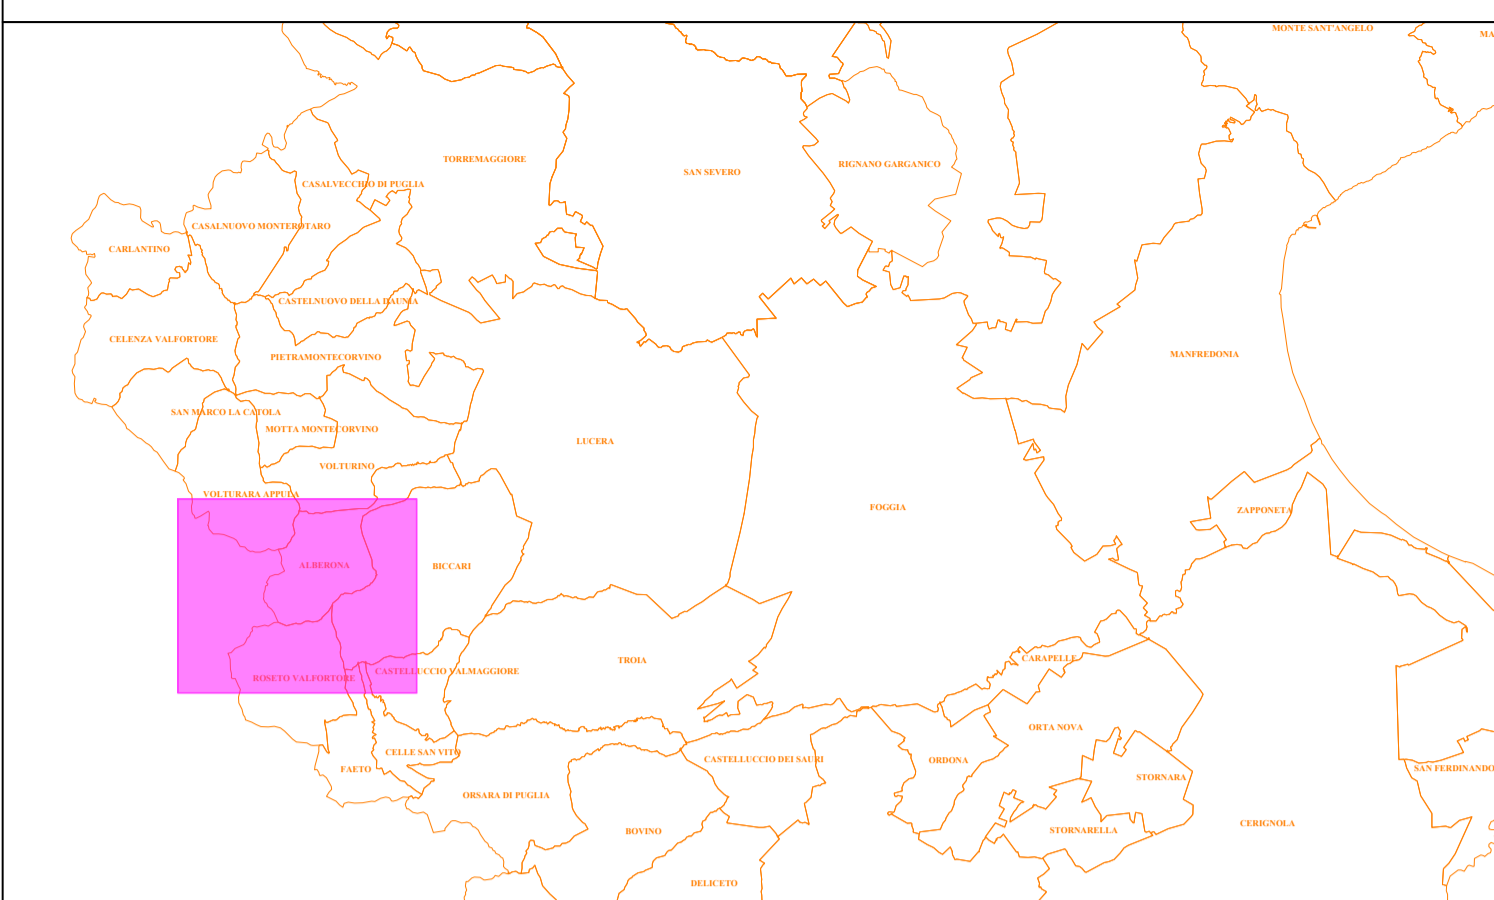 MONTE SANT'ANGELO
MA
TORREMAGGIORE
RIGNANO GARGANICO
SAN SEVERO
CASALVECCHIO DI PUGLIA
CASALNUOVO MONTEROTARO
CARLANTINO
CASTELNUOVO DELLA DAUNIA
CELENZA VALFORTORE
MANFREDONIA
PIETRAMONTECORVINO
SAN MARCO LA CATOLA
MOTTA MONTECORVINO
LUCERA
VOLTURINO
VOLTURARA APPULA
FOGGIA
ZAPPONETA
ALBERONA
BICCARI
CARAPELLE
TROIA
CASTELLUCCIO VALMAGGIORE
ROSETO VALFORTORE
ORTA NOVA
CELLE SAN VITO
CASTELLUCCIO DEI SAURI
ORDONA
FAETO
SAN FERDINANDO
STORNARA
ORSARA DI PUGLIA
CERIGNOLA
BOVINO
STORNARELLA
DELICETO